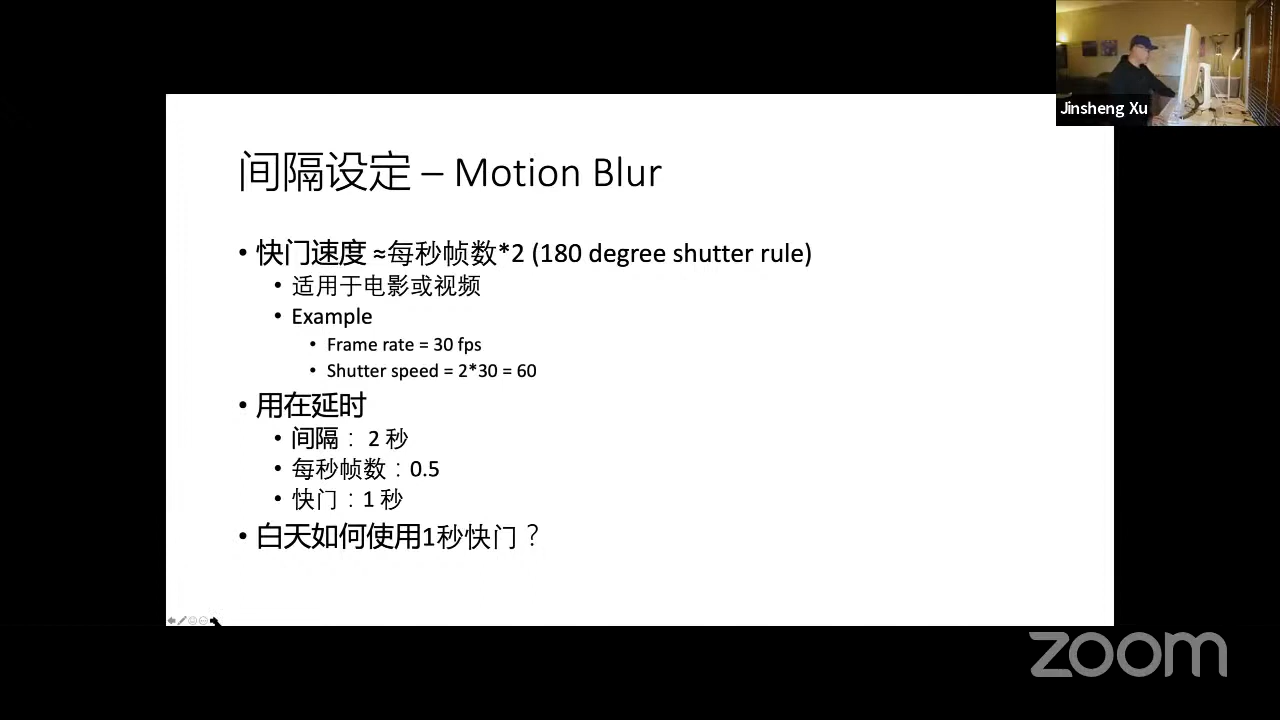 Jinsheng Xu
间隔设定 – Motion Blur
• 快门速度 ≈每秒帧数*2 (180 degree shutter rule)
• 适用于电影或视频
• Example
• Frame rate = 30 fps
• Shutter speed = 2*30 = 60
• 用在延时
• 间隔： 2 秒
• 每秒帧数：0.5
• 快门：1 秒
• 白天如何使用1秒快门？
zoom